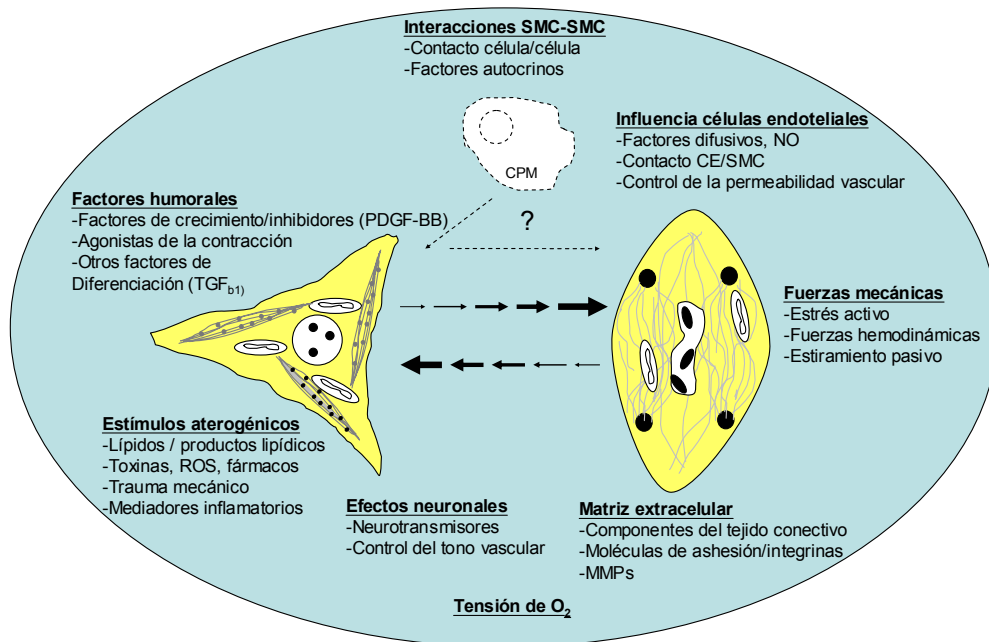 Interacciones SMC-SMC
-Contacto célula/célula
-Factores autocrinos
CPM
Influencia células endoteliales
-Factores difusivos, NO
-Contacto CE/SMC
-Control de la permeabilidad vascular
Factores humorales
-Factores de crecimiento/inhibidores (PDGF-BB)
-Agonistas de la contracción
-Otros factores de
Diferenciación (TGFb1)
?
Fuerzas mecánicas
-Estrés activo
-Fuerzas hemodinámicas
-Estiramiento pasivo
Estímulos aterogénicos
-Lípidos / productos lipídicos
-Toxinas, ROS, fármacos
-Trauma mecánico
-Mediadores inflamatorios
Efectos neuronales
-Neurotransmisores
-Control del tono vascular
Matriz extracelular
-Componentes del tejido conectivo
-Moléculas de ashesión/integrinas
-MMPs
Tensión de O2